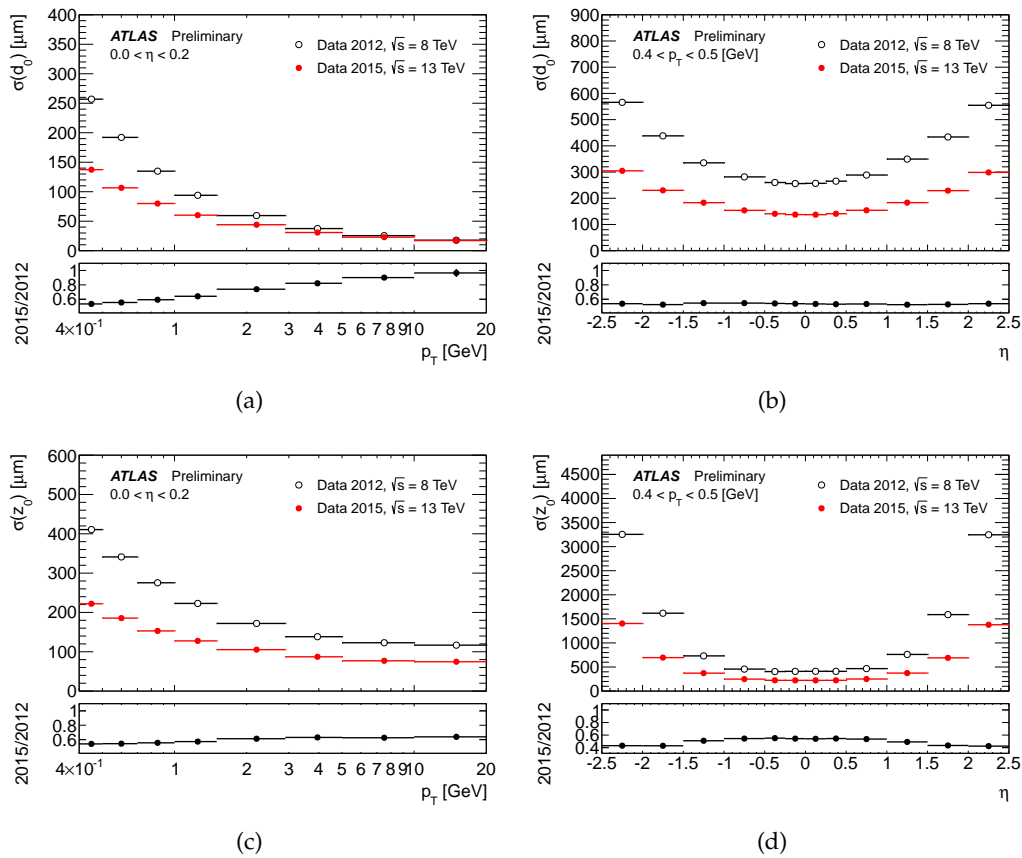 σ(d₀) [μm]
400
350
300
250
200
150
100
50
0
ATLAS Preliminary
0.0 < η < 0.2
Data 2012, √s = 8 TeV
Data 2015, √s = 13 TeV
2015/2012
1
0.8
0.6
4×10⁻¹ 1 2 3 4 5 6 7 8 9 10 20
p_T [GeV]
(a)
σ(d₀) [μm]
900
800
700
600
500
400
300
200
100
0
ATLAS Preliminary
0.4 < p_T < 0.5 [GeV]
Data 2012, √s = 8 TeV
Data 2015, √s = 13 TeV
2015/2012
1
0.8
0.6
-2.5 -2 -1.5 -1 -0.5 0 0.5 1 1.5 2 2.5
η
(b)
σ(z₀) [μm]
600
500
400
300
200
100
0
ATLAS Preliminary
0.0 < η < 0.2
Data 2012, √s = 8 TeV
Data 2015, √s = 13 TeV
2015/2012
1
0.8
0.6
4×10⁻¹ 1 2 3 4 5 6 7 8 9 10 20
p_T [GeV]
(c)
σ(z₀) [μm]
4500
4000
3500
3000
2500
2000
1500
1000
500
0
ATLAS Preliminary
0.4 < p_T < 0.5 [GeV]
Data 2012, √s = 8 TeV
Data 2015, √s = 13 TeV
2015/2012
1
0.8
0.6
0.4
-2.5 -2 -1.5 -1 -0.5 0 0.5 1 1.5 2 2.5
η
(d)